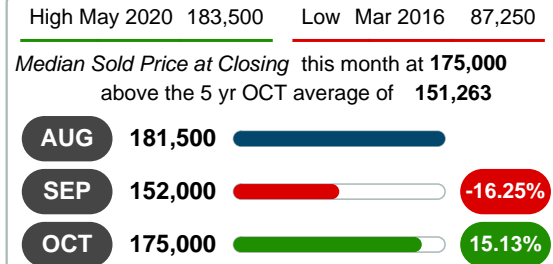 High May 2020 183,500 Low Mar 2016 87,250
Median Sold Price at Closing this month at 175,000
above the 5 yr OCT average of 151,263
AUG 181,500
SEP 152,000 -16.25%
OCT 175,000 15.13%